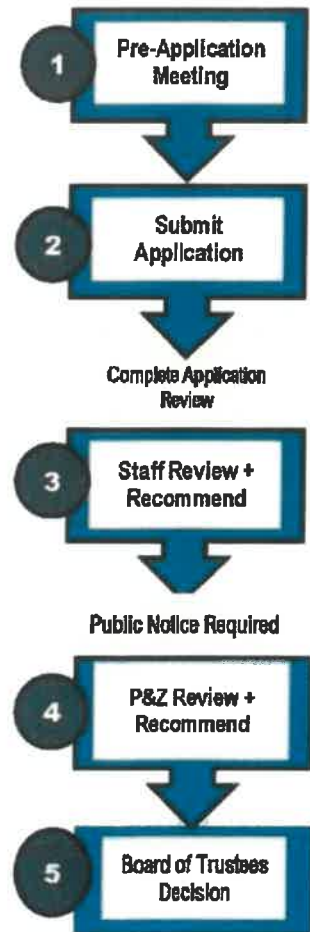 1
Pre-Application
Meeting
2
Submit
Application
Complete Application
Review
3
Staff Review +
Recommend
Public Notice Required
4
P&Z Review +
Recommend
5
Board of Trustees
Decision